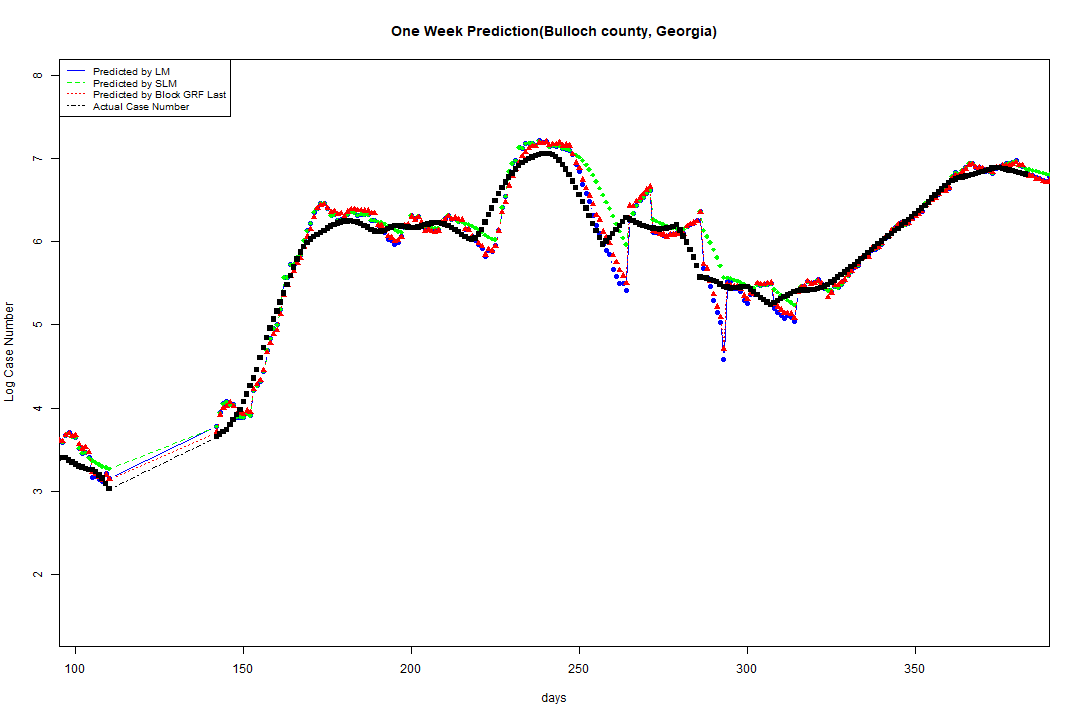 One Week Prediction(Bulloch county, Georgia)
Predicted by LM
Predicted by SLM
Predicted by Block GRF Last
Actual Case Number
Log Case Number
8
7
6
5
4
3
2
100 150 200 250 300 350
days